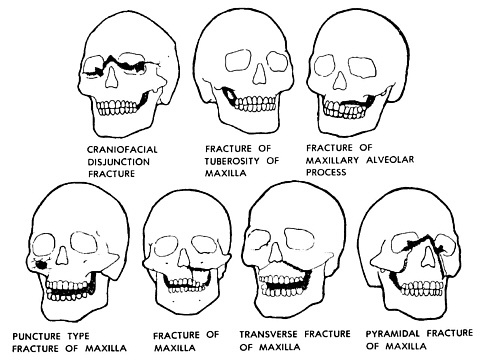 CRANIOFACIAL
DISJUNCTION
FRACTURE
FRACTURE OF
TUBEROSITY OF
MAXILLA
FRACTURE OF
MAXILLARY ALVEOLAR
PROCESS
PUNCTURE TYPE
FRACTURE OF MAXILLA
FRACTURE OF
MAXILLA
TRANSVERSE FRACTURE
OF MAXILLA
PYRAMIDAL FRACTURE
OF MAXILLA